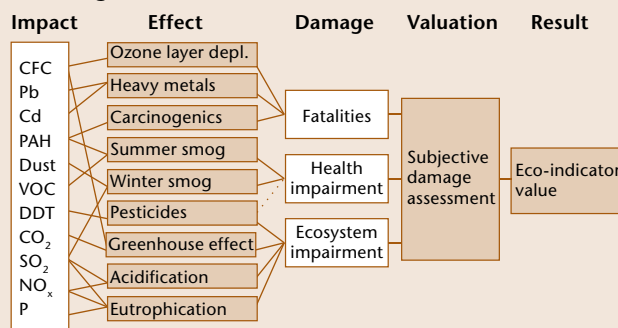 Impact Effect Damage Valuation Result
CFC
Pb
Cd
PAH
Dust
VOC
DDT
CO₂
SO₂
NOₓ
P
Ozone layer depl.
Heavy metals
Carcinogenics
Summer smog
Winter smog
Pesticides
Greenhouse effect
Acidification
Eutrophication
Fatalities
Health
impairment
Ecosystem
impairment
Subjective
damage
assessment
Eco-indicator
value